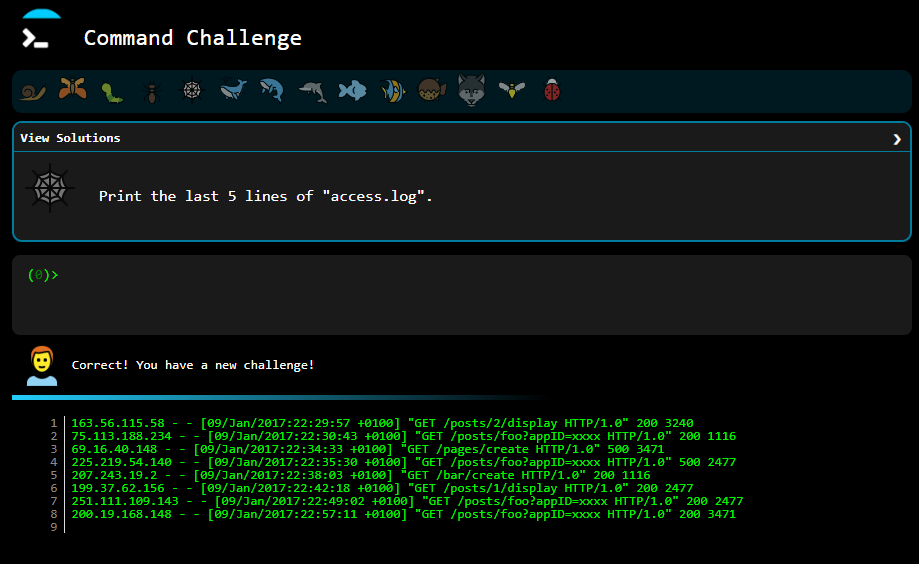 Command Challenge
View Solutions
Print the last 5 lines of "access.log".
(0)>
Correct! You have a new challenge!
1 163.56.115.58 - - [09/Jan/2017:22:29:57 +0100] "GET /posts/2/display HTTP/1.0" 200 3240
2 75.113.188.234 - - [09/Jan/2017:22:30:43 +0100] "GET /posts/foo?appID=xxxx HTTP/1.0" 200 1116
3 69.16.40.148 - - [09/Jan/2017:22:34:33 +0100] "GET /pages/create HTTP/1.0" 500 3471
4 225.219.54.140 - - [09/Jan/2017:22:35:30 +0100] "GET /posts/foo?appID=xxxx HTTP/1.0" 500 2477
5 207.243.19.2 - - [09/Jan/2017:22:38:03 +0100] "GET /bar/create HTTP/1.0" 200 1116
6 199.37.62.156 - - [09/Jan/2017:22:42:18 +0100] "GET /posts/1/display HTTP/1.0" 200 2477
7 251.111.109.143 - - [09/Jan/2017:22:49:02 +0100] "GET /posts/foo?appID=xxxx HTTP/1.0" 200 2477
8 200.19.168.148 - - [09/Jan/2017:22:57:11 +0100] "GET /posts/foo?appID=xxxx HTTP/1.0" 200 3471
9